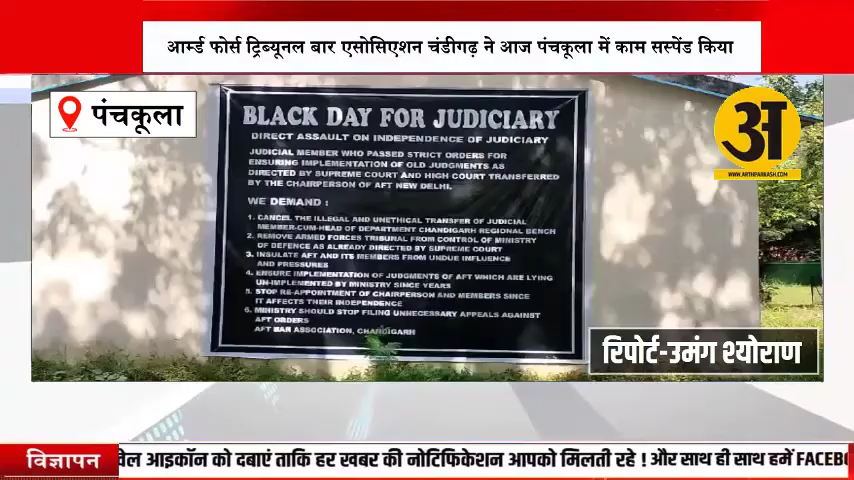 आर्म्ड फोर्स ट्रिब्यूनल बार एसोसिएशन चंडीगढ़ ने आज पंचकूला में काम सस्पेंड किया
पंचकूला
BLACK DAY FOR JUDICIARY
DIRECT ASSAULT ON INDEPENDENCE OF JUDICIARY
JUDICIAL MEMBER WHO PASSED STRICT ORDERS FOR
ENSURING IMPLEMENTATION OF OLD JUDGMENTS AS
DIRECTED BY SUPREME COURT AND HIGH COURT TRANSFERRED
BY THE CHAIRPERSON OF AFT NEW DELHI.
WE DEMAND :
1. CANCEL THE ILLEGAL AND UNETHICAL TRANSFER OF JUDICIAL
MEMBER-CUM-HEAD OF DEPARTMENT CHANDIGARH REGIONAL BENCH
2. REMOVE ARMED FORCES TRIBUNAL FROM CONTROL OF MINISTRY
OF DEFENCE AS ALREADY DIRECTED BY SUPREME COURT
3. INSULATE AFT AND ITS MEMBERS FROM UNDUE INFLUENCE
AND PRESSURES
4. ENSURE IMPLEMENTATION OF JUDGMENTS OF AFT WHICH ARE LYING
UN-IMPLEMENTED BY MINISTRY SINCE YEARS
5. STOP RE-APPOINTMENT OF CHAIRPERSON AND MEMBERS SINCE
IT AFFECTS THEIR INDEPENDENCE
6. MINISTRY SHOULD STOP FILING UNNECESSARY APPEALS AGAINST
AFT ORDERS
AFT BAR ASSOCIATION, CHANDIGARH
अ
WWW.ARTHPARKASH.COM
रिपोर्ट-उमंग श्योराण
विज्ञापन
बेल आइकॉन को दबाएं ताकि हर खबर की नोटिफिकेशन आपको मिलती रहे ! और साथ ही साथ हमें FACEB